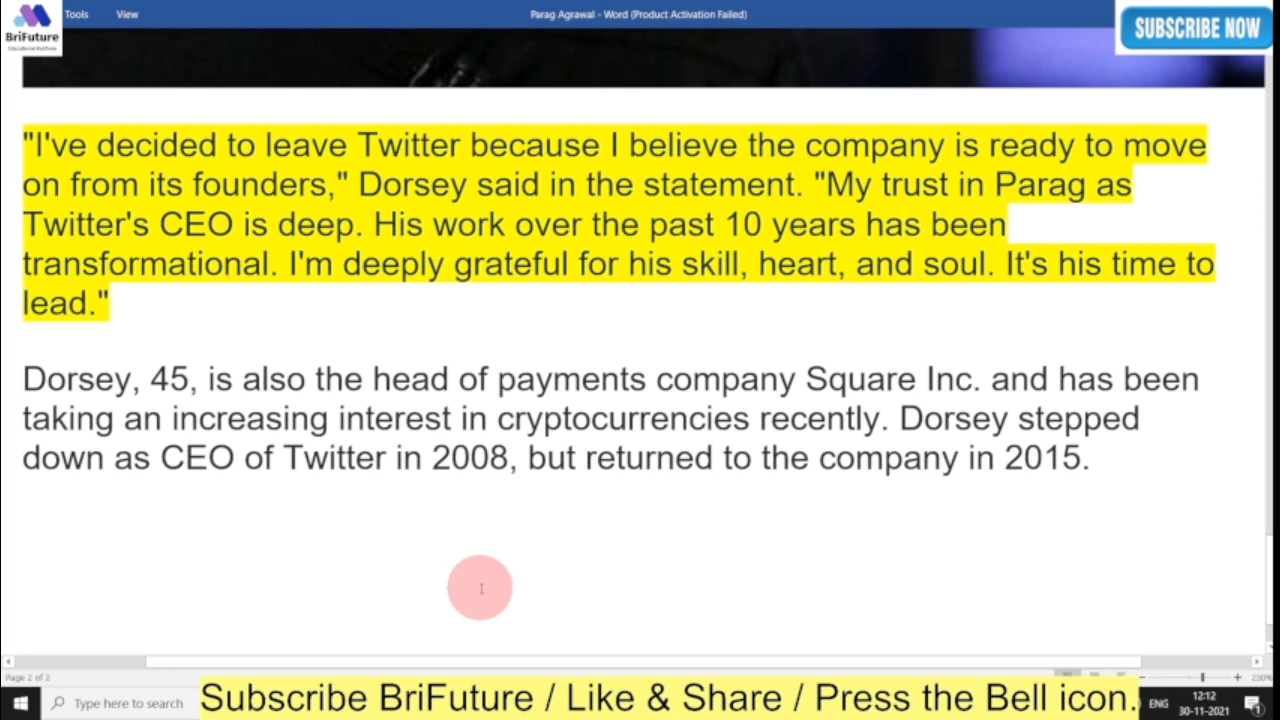 Tools View Parag Agrawal - Word (Product Activation Failed)
BriFuture
SUBSCRIBE NOW
"I've decided to leave Twitter because I believe the company is ready to move
on from its founders," Dorsey said in the statement. "My trust in Parag as
Twitter's CEO is deep. His work over the past 10 years has been
transformational. I'm deeply grateful for his skill, heart, and soul. It's his time to
lead."
Dorsey, 45, is also the head of payments company Square Inc. and has been
taking an increasing interest in cryptocurrencies recently. Dorsey stepped
down as CEO of Twitter in 2008, but returned to the company in 2015.
Page 2 of 2
230%
Type here to search
Subscribe BriFuture / Like & Share / Press the Bell icon.
ENG
12:12
30-11-2021
1